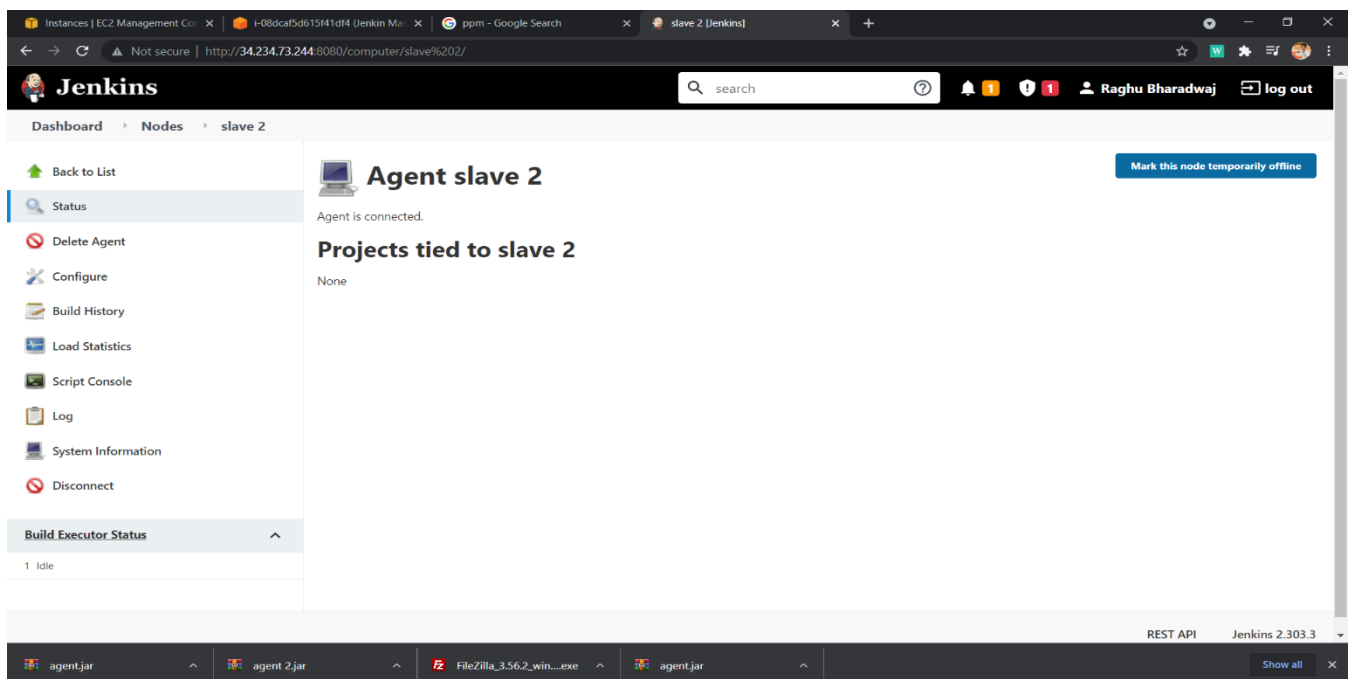 Instances | EC2 Management Co
i-08dcaf5d615f41df4 (Jenkin Ma
ppm - Google Search
slave 2 [Jenkins]
Not secure | http://34.234.73.244:8080/computer/slave%202/
W
Jenkins
search
1
1
Raghu Bharadwaj
log out
Dashboard
Nodes
slave 2
Back to List
Status
Delete Agent
Configure
Build History
Load Statistics
Script Console
Log
System Information
Disconnect
Build Executor Status
1 Idle
Agent slave 2
Mark this node temporarily offline
Agent is connected.
Projects tied to slave 2
None
REST API
Jenkins 2.303.3
agent.jar
agent 2.jar
FileZilla_3.56.2_win....exe
agent.jar
Show all